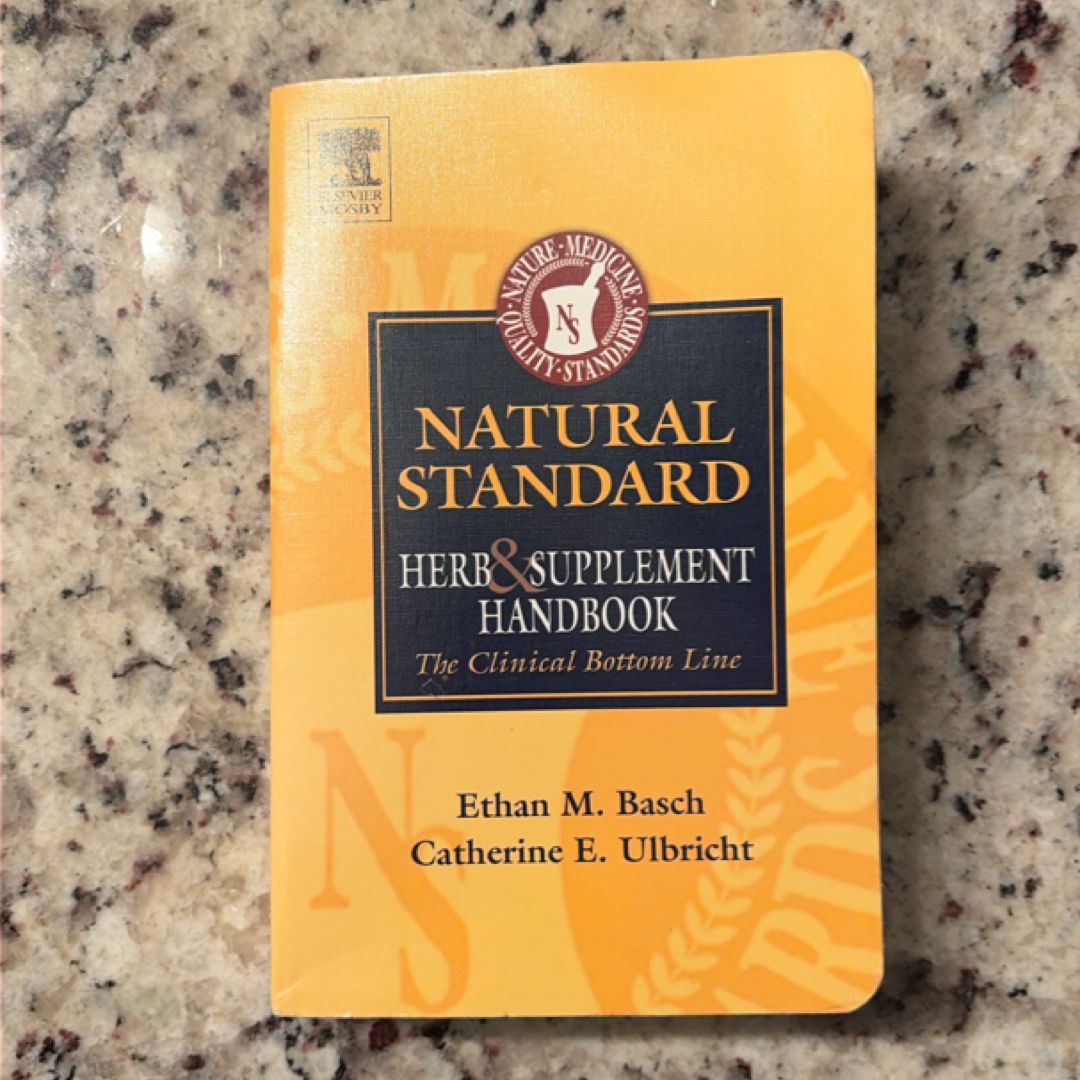 ELSEVIER
MOSBY
NATURE · MEDICINE · QUALITY · STANDARDS ·
NS
NATURAL
STANDARD
HERB & SUPPLEMENT
HANDBOOK
The Clinical Bottom Line
NS
Ethan M. Basch
Catherine E. Ulbricht